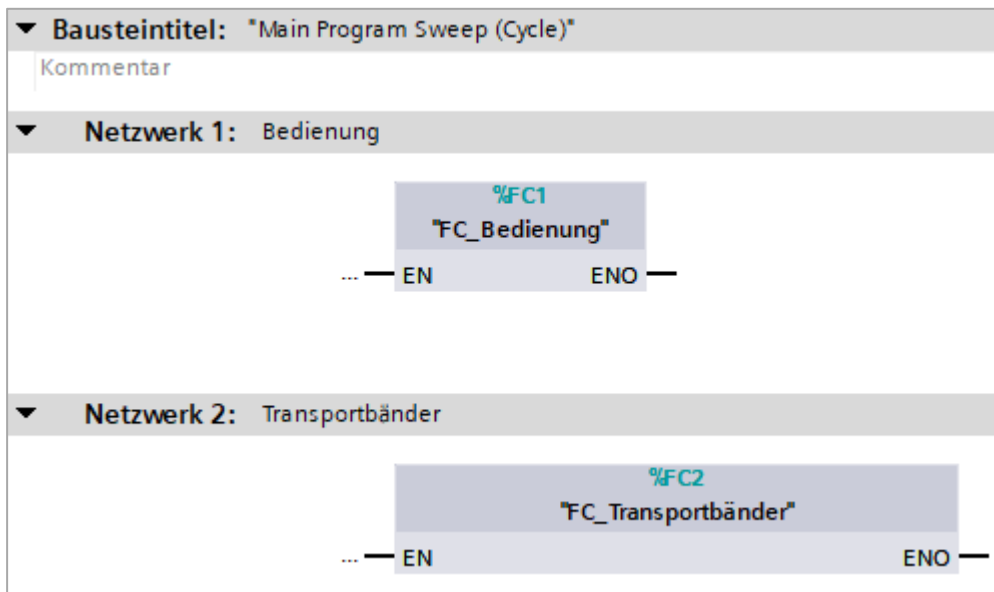 Bausteintitel: "Main Program Sweep (Cycle)"
Kommentar
Netzwerk 1: Bedienung
%FC1
"FC_Bedienung"
... EN ENO
Netzwerk 2: Transportbänder
%FC2
"FC_Transportbänder"
... EN ENO